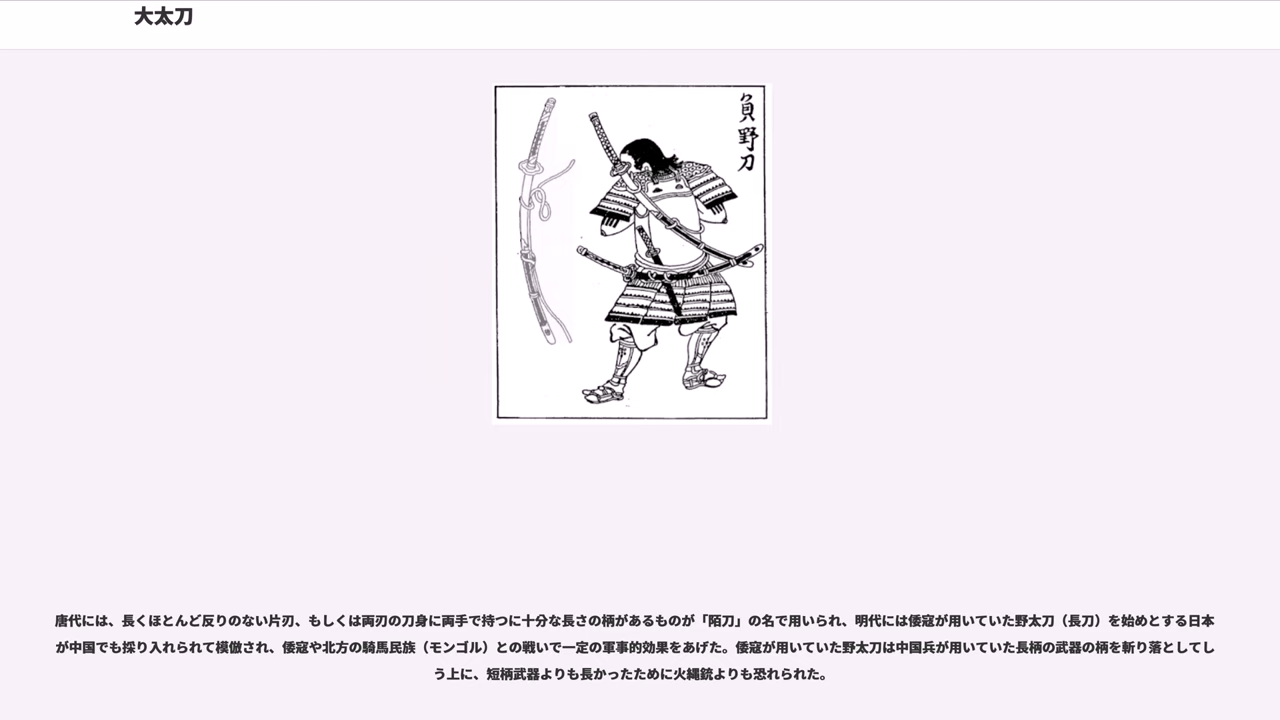 大太刀
負野刀
唐代には、長くほとんど反りのない片刃、もしくは両刃の刀身に両手で持つに十分な長さの柄があるものが「陌刀」の名で用いられ、明代には倭寇が用いていた野太刀（長刀）を始めとする日本
が中国でも採り入れられて模倣され、倭寇や北方の騎馬民族（モンゴル）との戦いで一定の軍事的効果をあげた。倭寇が用いていた野太刀は中国兵が用いていた長柄の武器の柄を斬り落としてし
う上に、短柄武器よりも長かったために火縄銃よりも恐れられた。